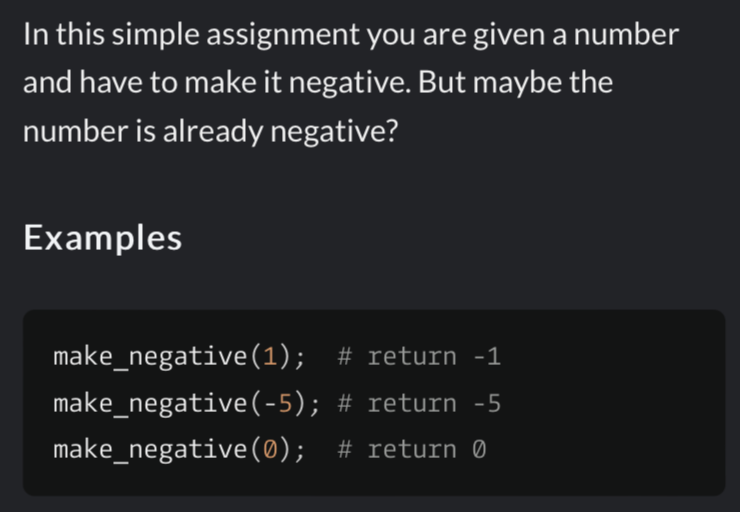 In this simple assignment you are given a number
and have to make it negative. But maybe the
number is already negative?
Examples
make_negative(1);  # return -1
make_negative(-5); # return -5
make_negative(0);  # return 0